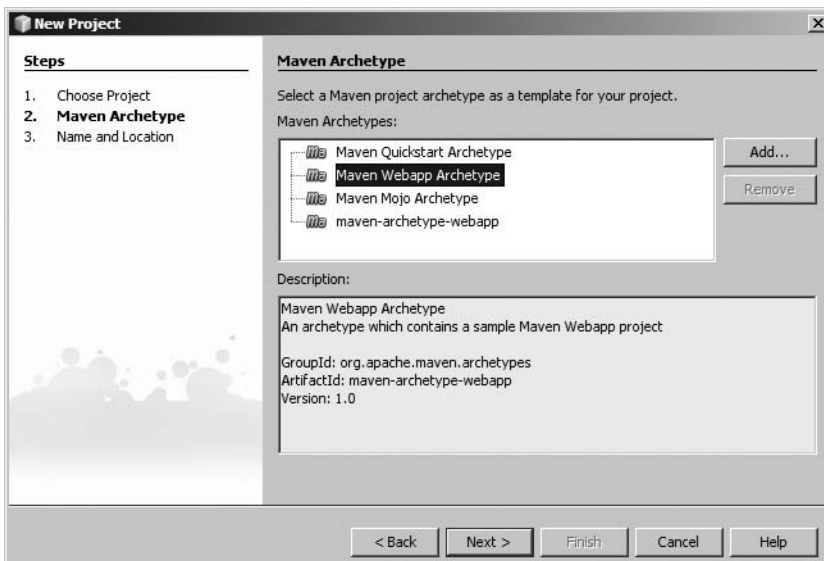 New Project
Steps
1. Choose Project
2. Maven Archetype
3. Name and Location
Maven Archetype
Select a Maven project archetype as a template for your project.
Maven Archetypes:
Maven Quickstart Archetype
Maven Webapp Archetype
Maven Mojo Archetype
maven-archetype-webapp
Add...
Remove
Description:
Maven Webapp Archetype
An archetype which contains a sample Maven Webapp project
GroupId: org.apache.maven.archetypes
ArtifactId: maven-archetype-webapp
Version: 1.0
< Back
Next >
Finish
Cancel
Help